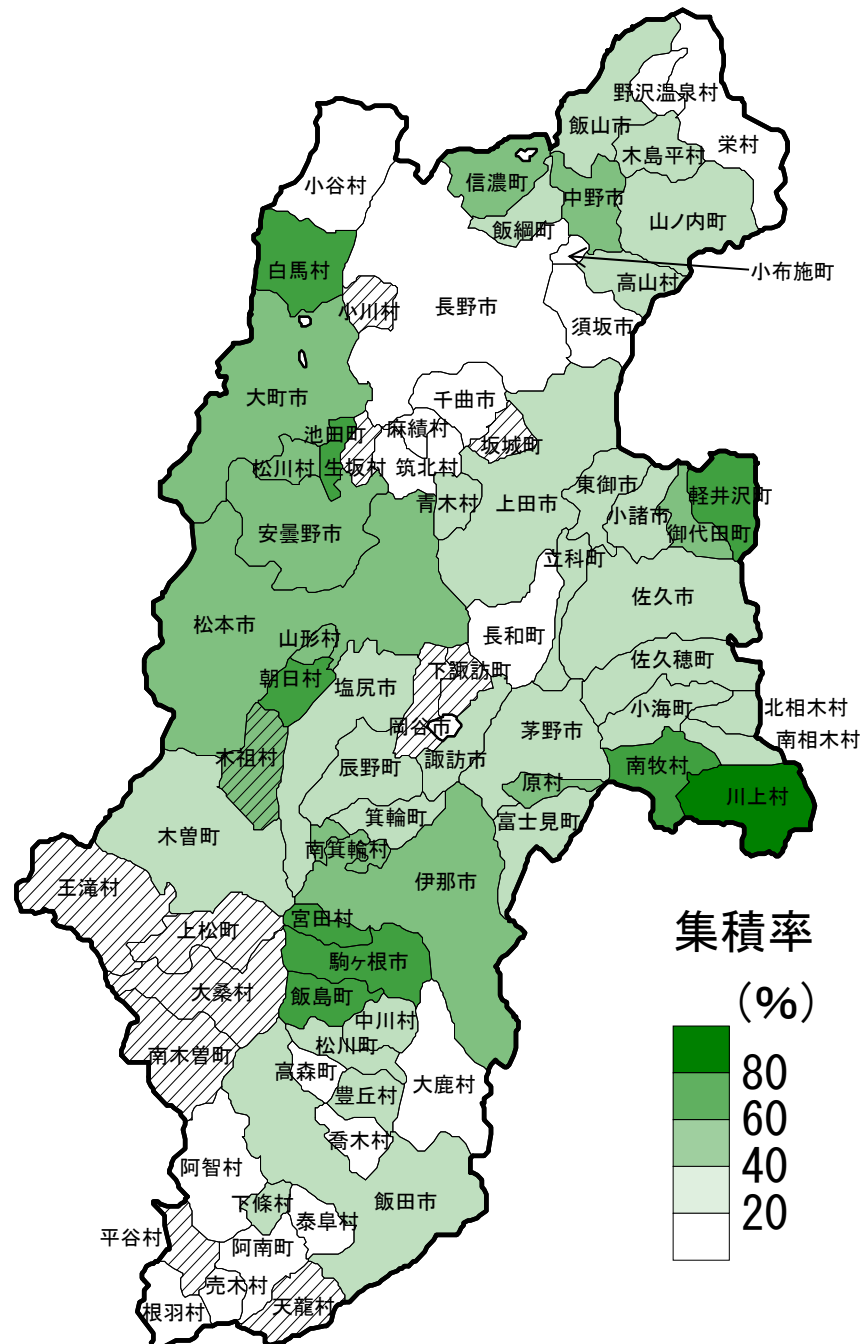 野沢温泉村
飯山市
栄村
木島平村
小谷村
信濃町
中野市
山ノ内町
飯綱町
白馬村
小布施町
高山村
小川村
長野市
須坂市
大町市
千曲市
池田町
麻績村
坂城町
松川村
生坂村
筑北村
青木村
上田市
東御市
軽井沢町
小諸市
御代田町
安曇野市
立科町
佐久市
松本市
山形村
長和町
佐久穂町
朝日村
塩尻市
下諏訪町
小海町
北相木村
岡谷市
茅野市
南相木村
木祖村
辰野町
諏訪市
南牧村
原村
川上村
箕輪町
富士見町
木曽町
南箕輪村
伊那市
王滝村
宮田村
上松町
集積率
駒ヶ根市
大桑村
飯島町
(%)
中川村
南木曽町
松川町
高森町
大鹿村
80
豊丘村
60
喬木村
阿智村
40
下條村
飯田市
泰阜村
20
平谷村
阿南町
売木村
根羽村
天龍村